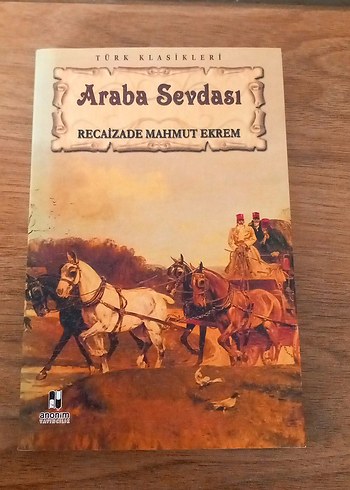 TÜRK KLASİKLERİ
Araba Sevdası
RECAİZADE MAHMUT EKREM
anonim
YAYINCILIK